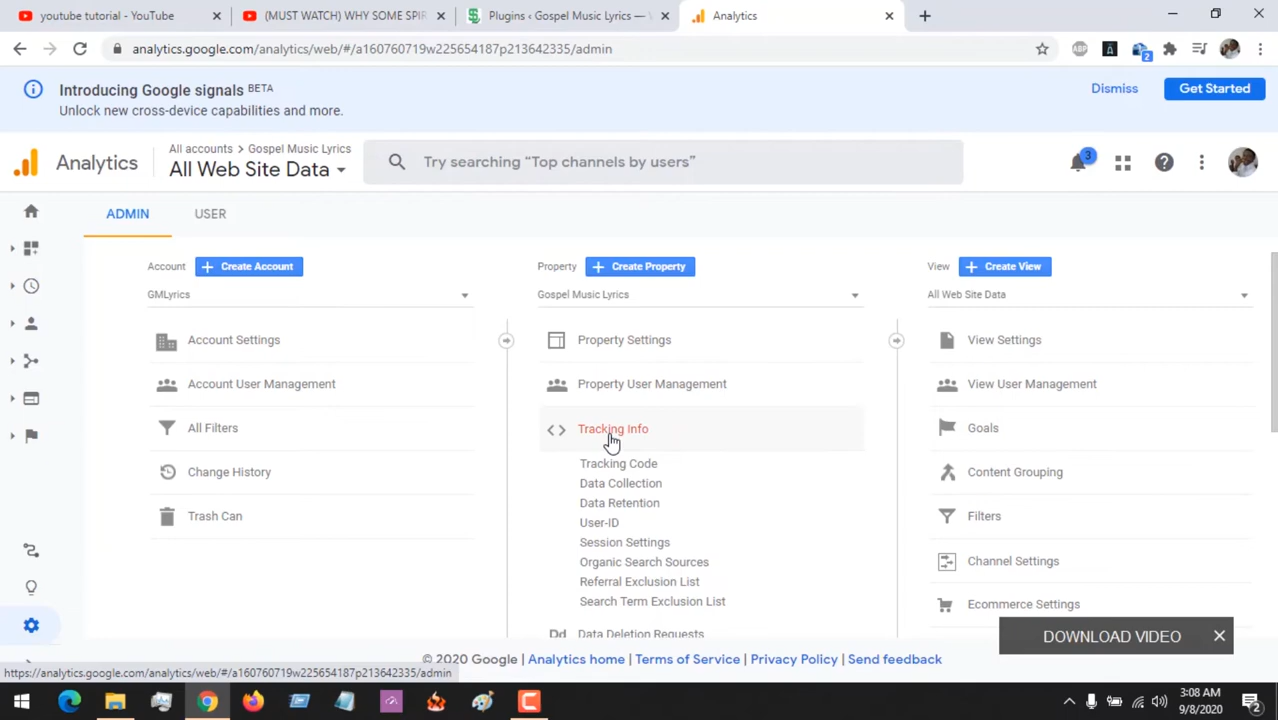 youtube tutorial - YouTube
(MUST WATCH) WHY SOME SPIR
Plugins ‹ Gospel Music Lyrics —
Analytics
analytics.google.com/analytics/web/#/a160760719w225654187p213642335/admin
ABP
2
Introducing Google signals BETA
Unlock new cross-device capabilities and more.
Dismiss
Get Started
Analytics
All accounts > Gospel Music Lyrics
All Web Site Data
Try searching “Top channels by users”
3
ADMIN
USER
Account
Create Account
Property
Create Property
View
Create View
GMLyrics
Gospel Music Lyrics
All Web Site Data
Account Settings
Property Settings
View Settings
Account User Management
Property User Management
View User Management
All Filters
Tracking Info
Goals
Tracking Code
Change History
Data Collection
Content Grouping
Data Retention
Trash Can
User-ID
Filters
Session Settings
Organic Search Sources
Channel Settings
Referral Exclusion List
Search Term Exclusion List
Ecommerce Settings
Dd Data Deletion Requests
DOWNLOAD VIDEO
© 2020 Google | Analytics home | Terms of Service | Privacy Policy | Send feedback
https://analytics.google.com/analytics/web/#/a160760719w225654187p213642335/admin
3:08 AM
9/8/2020
2